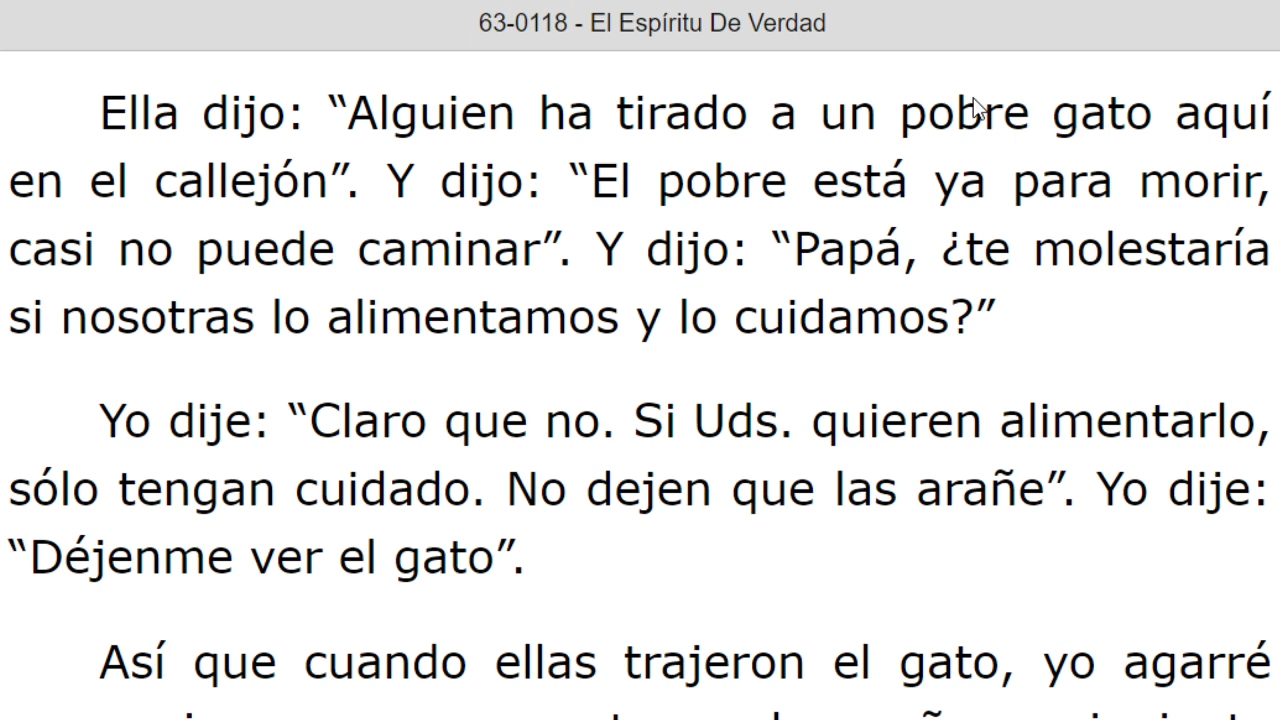 63-0118 - El Espíritu De Verdad
Ella dijo: “Alguien ha tirado a un pobre gato aquí
en el callejón”. Y dijo: “El pobre está ya para morir,
casi no puede caminar”. Y dijo: “Papá, ¿te molestaría
si nosotras lo alimentamos y lo cuidamos?”
Yo dije: “Claro que no. Si Uds. quieren alimentarlo,
sólo tengan cuidado. No dejen que las arañe”. Yo dije:
“Déjenme ver el gato”.
Así que cuando ellas trajeron el gato, yo agarré